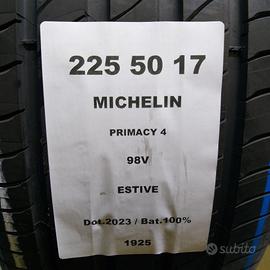 225 50 17
MICHELIN
PRIMACY 4
98V
ESTIVE
Dot.2023 / Bat.100%
1925
subito